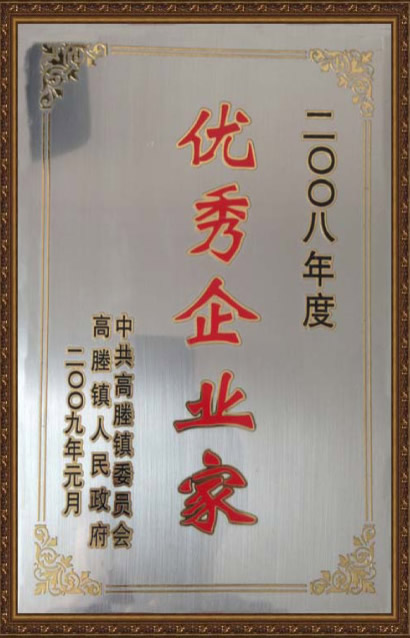 二〇〇八年度
优秀企业家
中共高塍镇委员会
高塍镇人民政府
二〇〇九年元月